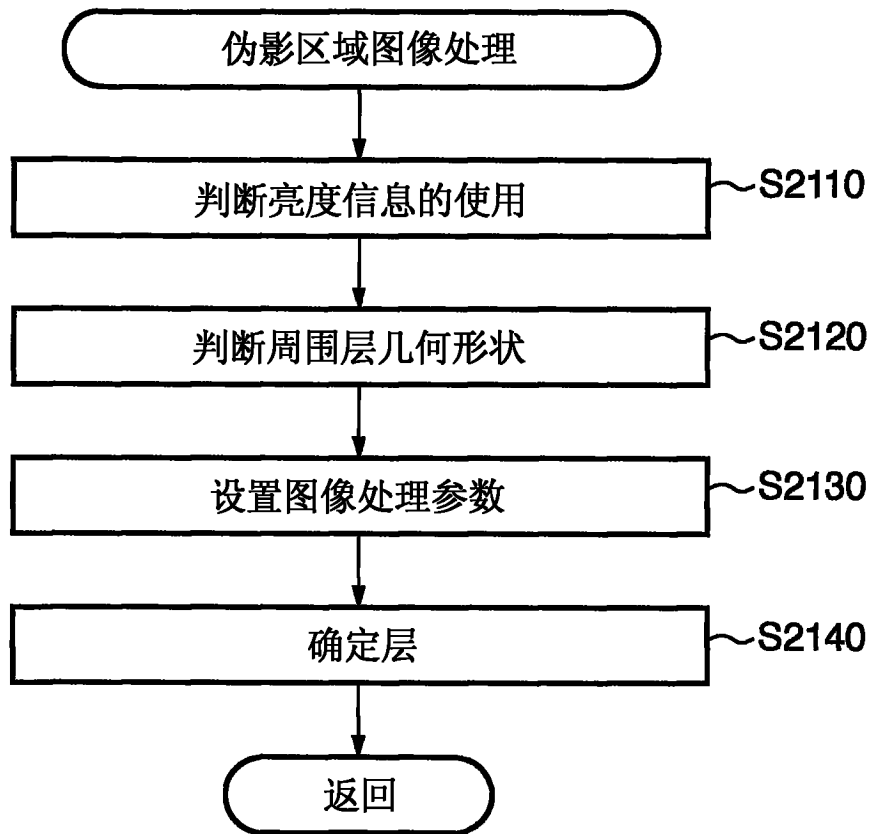 伪影区域图像处理
判断亮度信息的使用
S2110
判断周围层几何形状
S2120
设置图像处理参数
S2130
确定层
S2140
返回